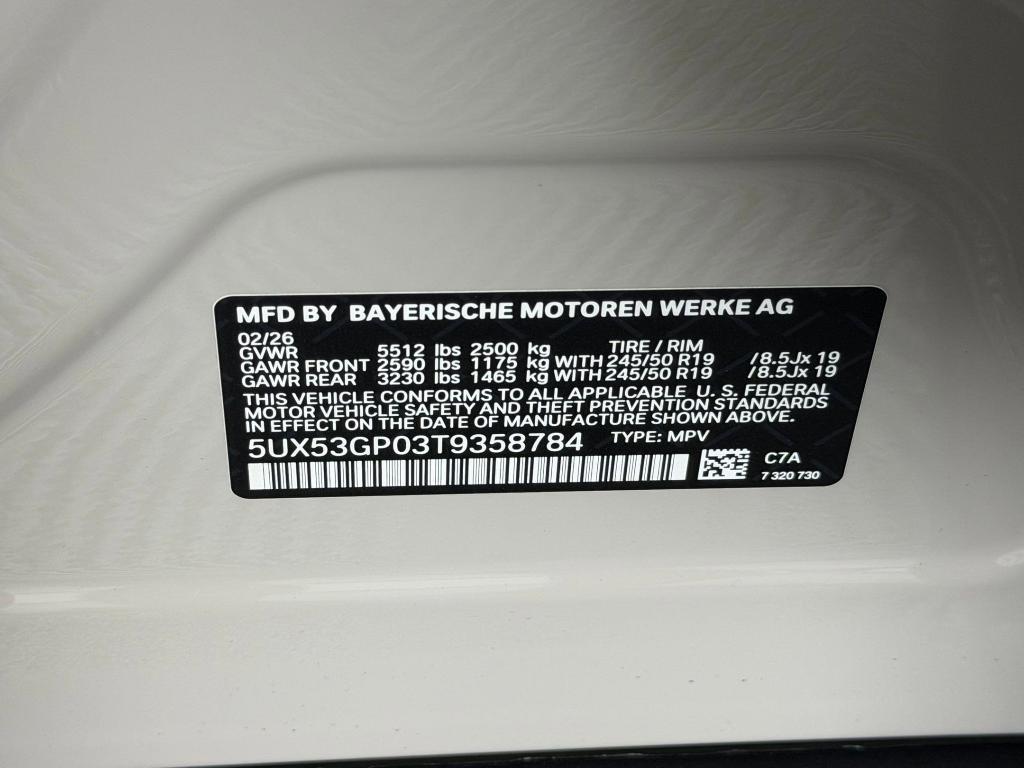 MFD BY BAYERISCHE MOTOREN WERKE AG
02/26
GVWR 5512 lbs 2500 kg TIRE / RIM
GAWR FRONT 2590 lbs 1175 kg WITH 245/50 R19 /8.5Jx 19
GAWR REAR 3230 lbs 1465 kg WITH 245/50 R19 /8.5Jx 19
THIS VEHICLE CONFORMS TO ALL APPLICABLE U. S. FEDERAL
MOTOR VEHICLE SAFETY AND THEFT PREVENTION STANDARDS
IN EFFECT ON THE DATE OF MANUFACTURE SHOWN ABOVE.
5UX53GP03T9358784 TYPE: MPV
C7A
7 320 730